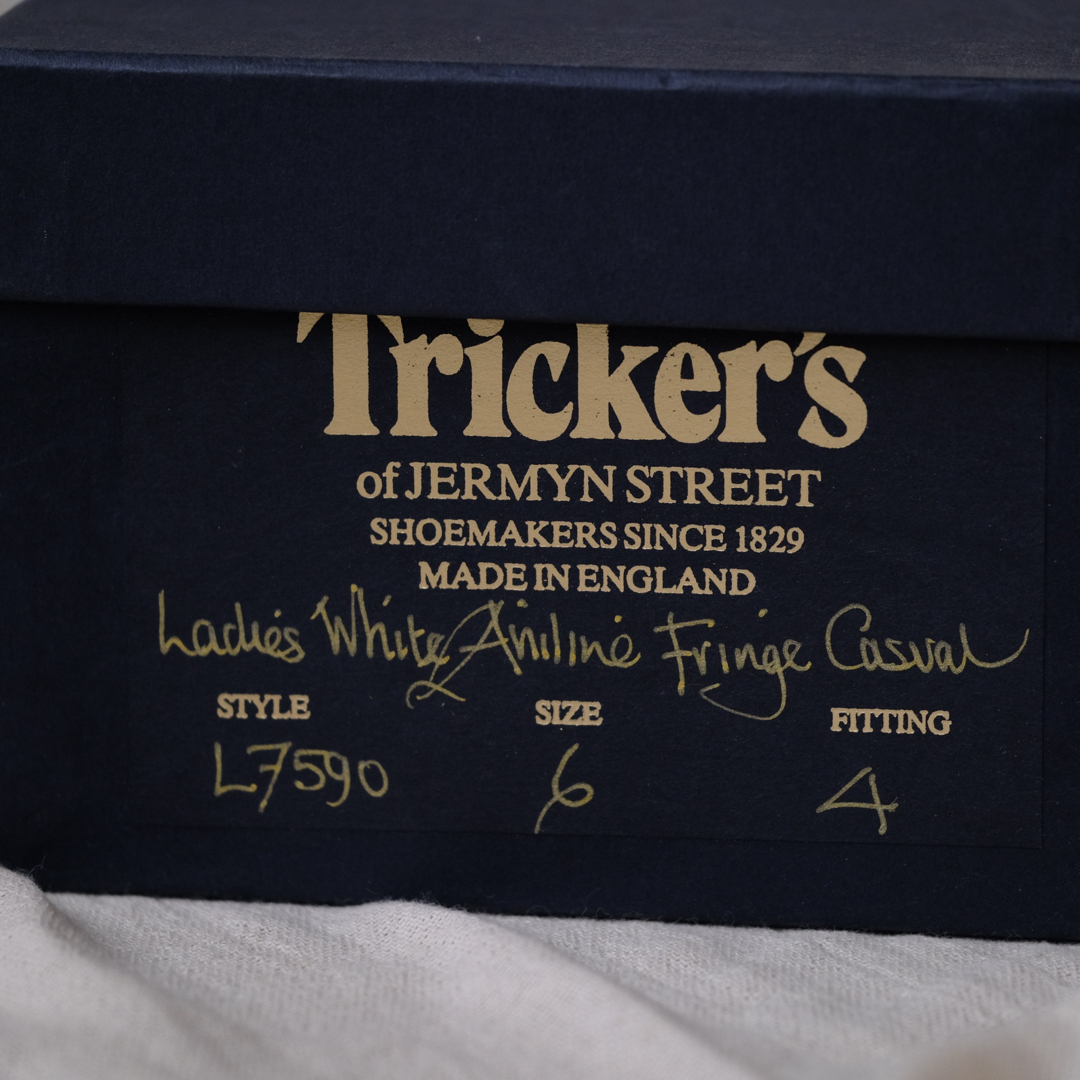 Tricker's
of JERMYN STREET
SHOEMAKERS SINCE 1829
MADE IN ENGLAND
Ladies White Aniline Fringe Casual
STYLE SIZE FITTING
L7590 6 4